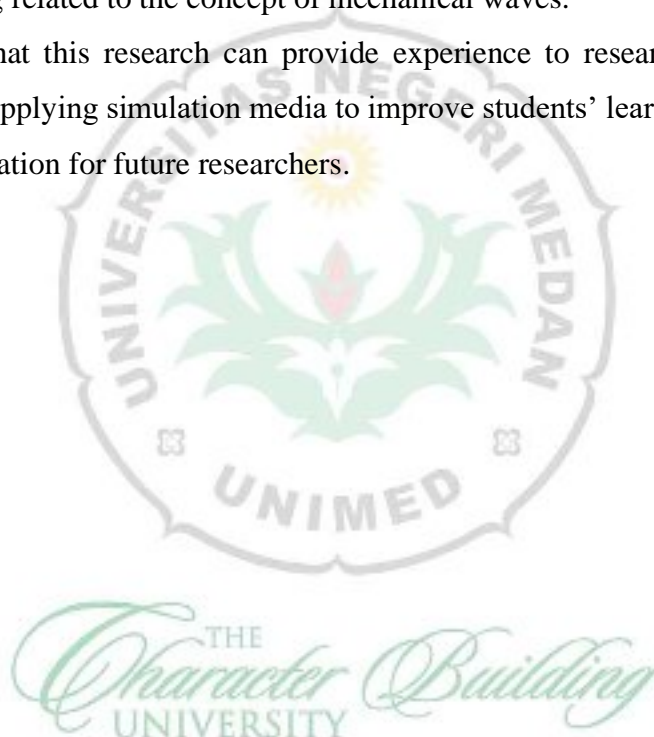 g related to the concept of mechanical waves.
hat this research can provide experience to resear
pplying simulation media to improve students’ lear
ation for future researchers.
UNIVERSITAS NEGERI MEDAN
UNIMED
THE
Character Building
UNIVERSITY